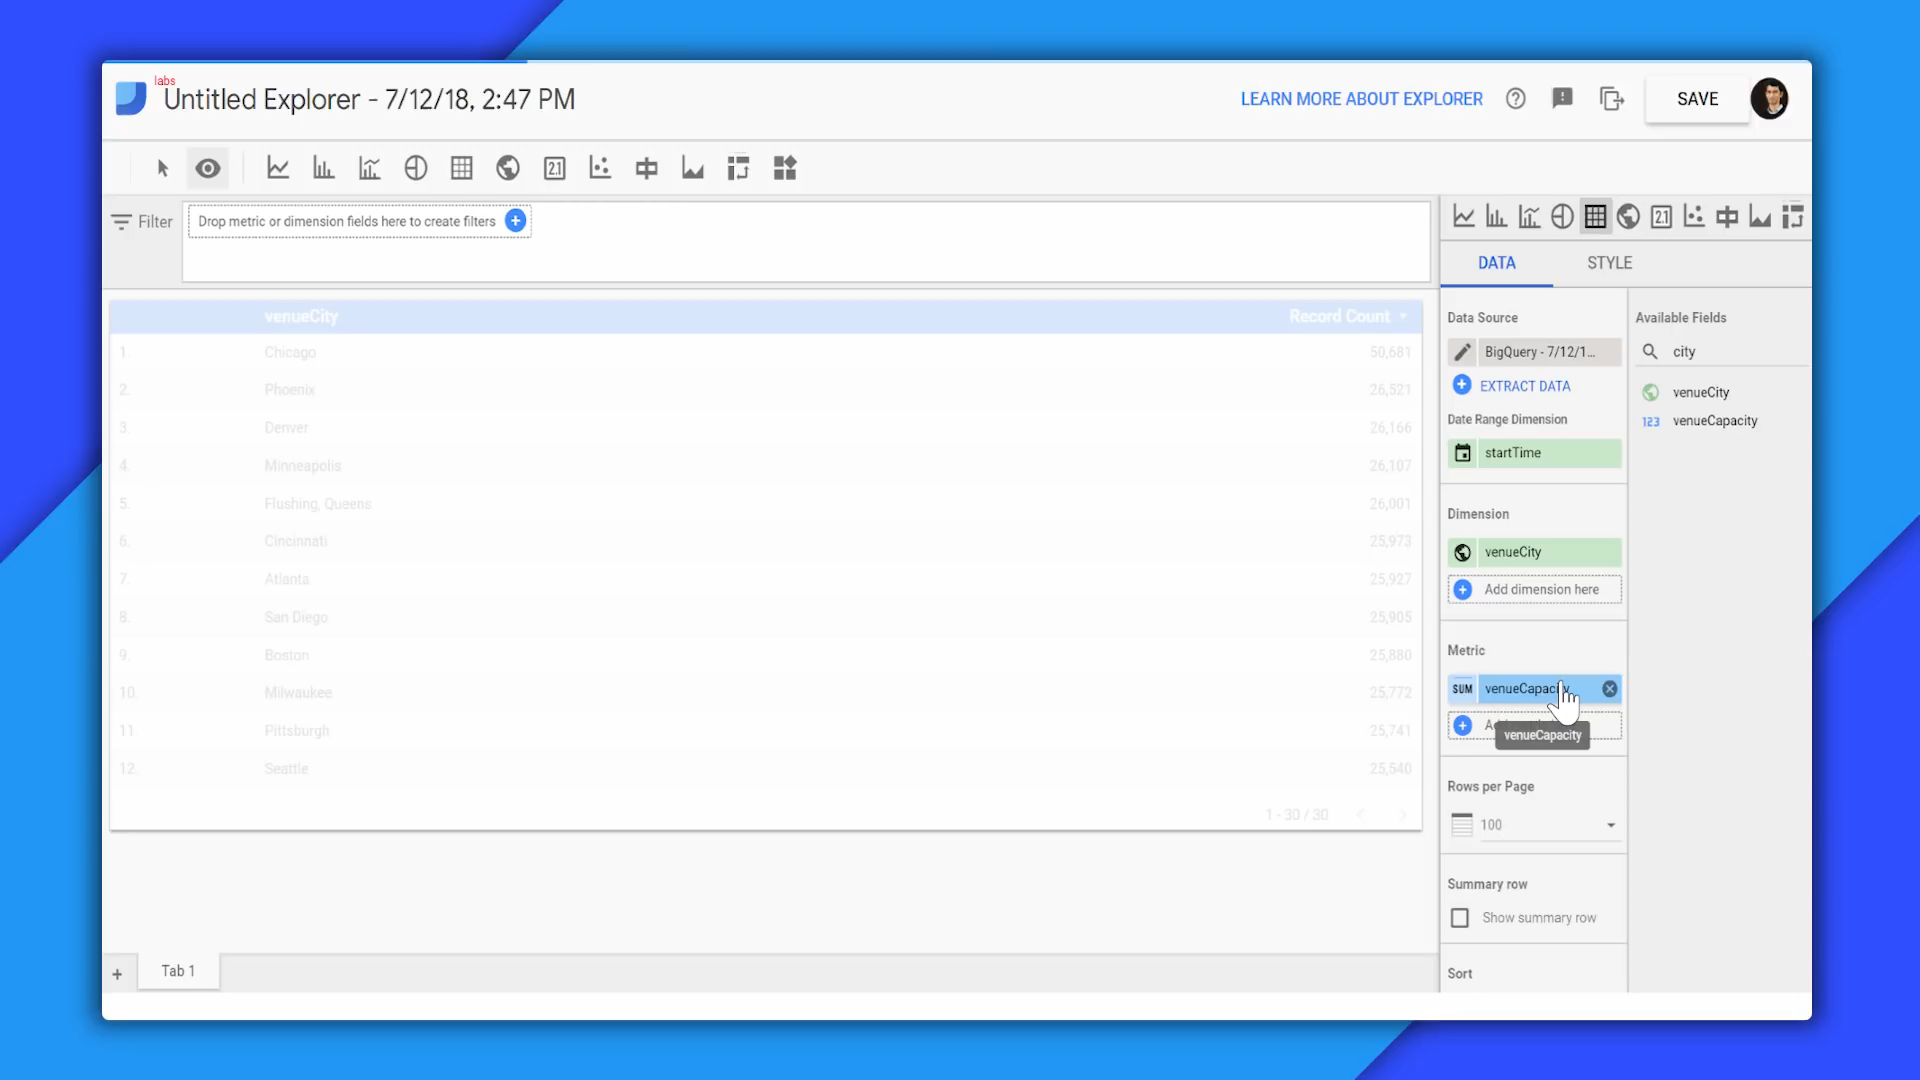 labs
Untitled Explorer - 7/12/18, 2:47 PM
LEARN MORE ABOUT EXPLORER
SAVE
2.1
Filter
Drop metric or dimension fields here to create filters
2.1
DATA
STYLE
venueCity
Record Count
1. Chicago 50,681
2. Phoenix 26,521
3. Denver 26,166
4. Minneapolis 26,107
5. Flushing, Queens 26,001
6. Cincinnati 25,973
7. Atlanta 25,927
8. San Diego 25,905
9. Boston 25,880
10. Milwaukee 25,772
11. Pittsburgh 25,741
12. Seattle 25,540
1 - 30 / 30
Tab 1
Data Source
BigQuery - 7/12/1...
EXTRACT DATA
Date Range Dimension
startTime
Dimension
venueCity
Add dimension here
Metric
SUM venueCapacity
venueCapacity
Rows per Page
100
Summary row
Show summary row
Sort
Available Fields
city
venueCity
123 venueCapacity